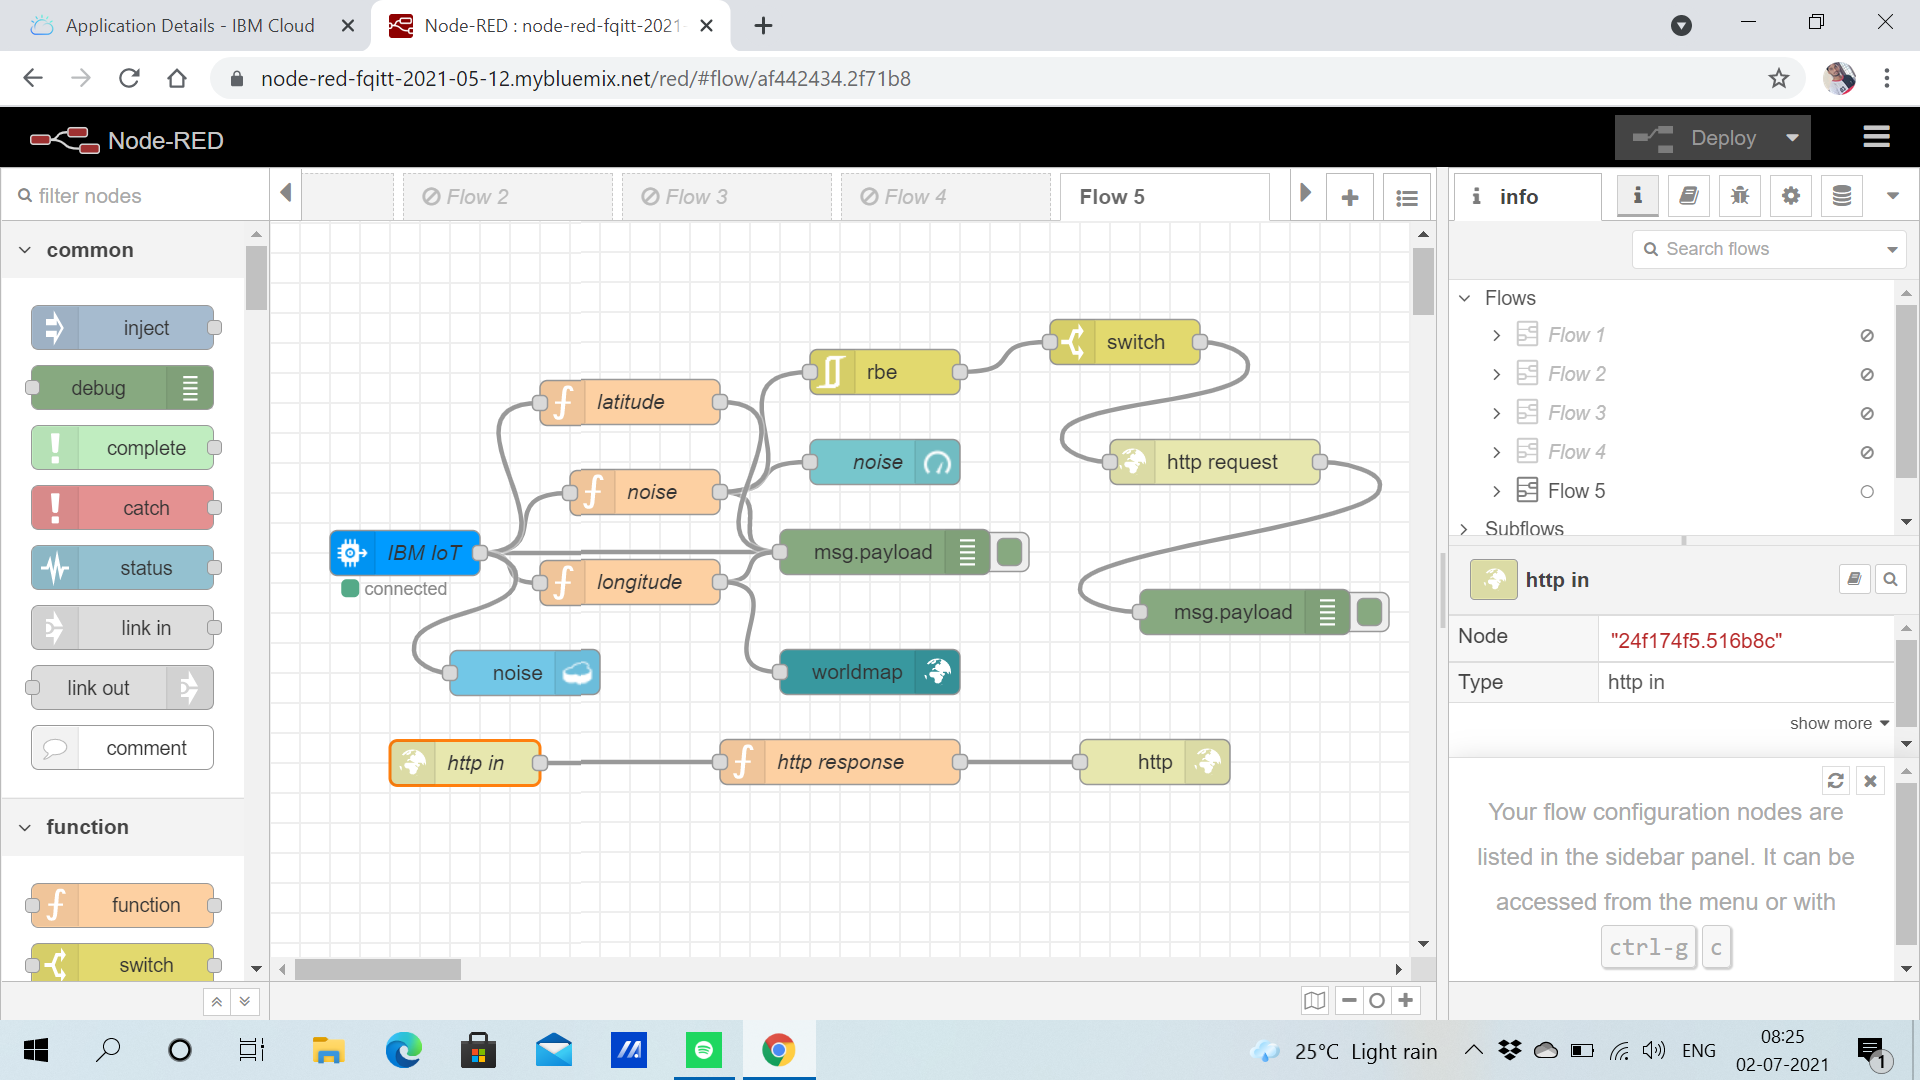 Application Details - IBM Cloud
Node-RED : node-red-fqitt-2021-
node-red-fqitt-2021-05-12.mybluemix.net/red/#flow/af442434.2f71b8
Node-RED
Deploy
filter nodes
Flow 2
Flow 3
Flow 4
Flow 5
info
common
Search flows
inject
debug
complete
catch
status
link in
link out
comment
function
function
switch
latitude
noise
IBM IoT
connected
longitude
noise
rbe
noise
msg.payload
worldmap
switch
http request
msg.payload
http in
http response
http
Flows
Flow 1
Flow 2
Flow 3
Flow 4
Flow 5
Subflows
http in
Node "24f174f5.516b8c"
Type http in
show more
Your flow configuration nodes are
listed in the sidebar panel. It can be
accessed from the menu or with
ctrl-g c
25°C Light rain
ENG
08:25
02-07-2021
1